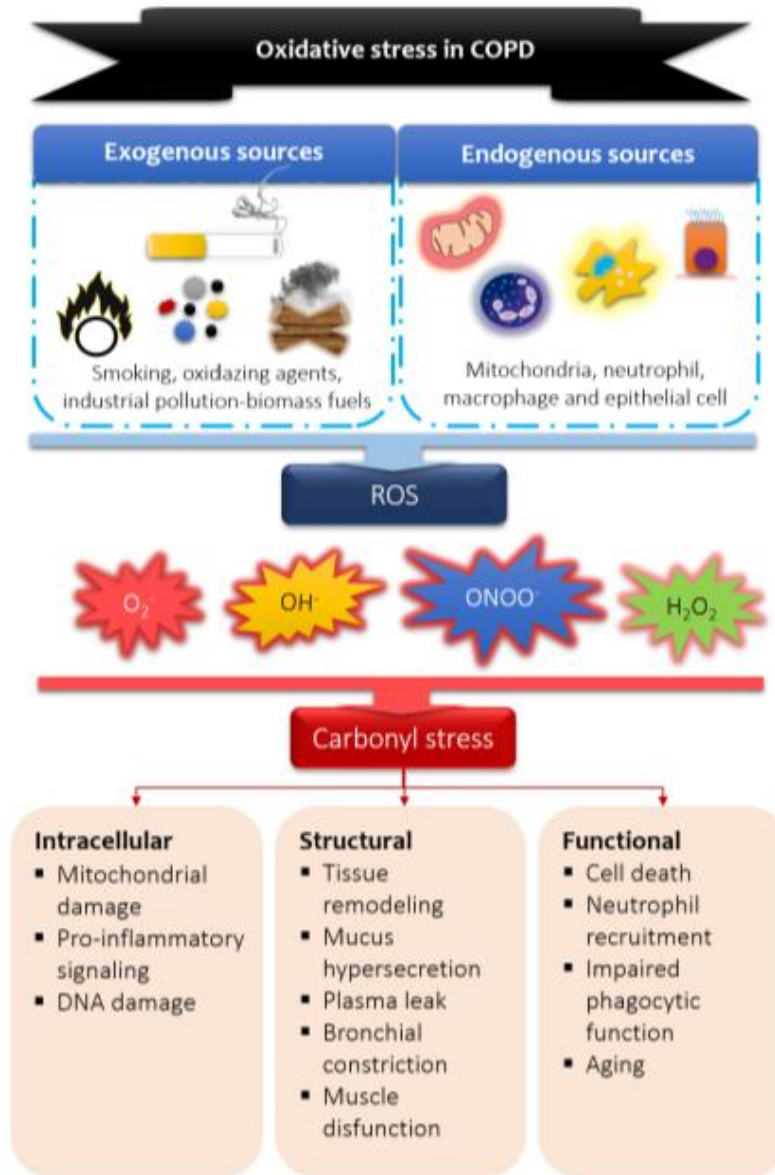 Oxidative stress in COPD
Exogenous sources
Smoking, oxidazing agents,
industrial pollution-biomass fuels
Endogenous sources
Mitochondria, neutrophil,
macrophage and epithelial cell
ROS
O₂⁻
OH⁻
ONOO⁻
H₂O₂
Carbonyl stress
Intracellular
▪ Mitochondrial
damage
▪ Pro-inflammatory
signaling
▪ DNA damage
Structural
▪ Tissue
remodeling
▪ Mucus
hypersecretion
▪ Plasma leak
▪ Bronchial
constriction
▪ Muscle
disfunction
Functional
▪ Cell death
▪ Neutrophil
recruitment
▪ Impaired
phagocytic
function
▪ Aging